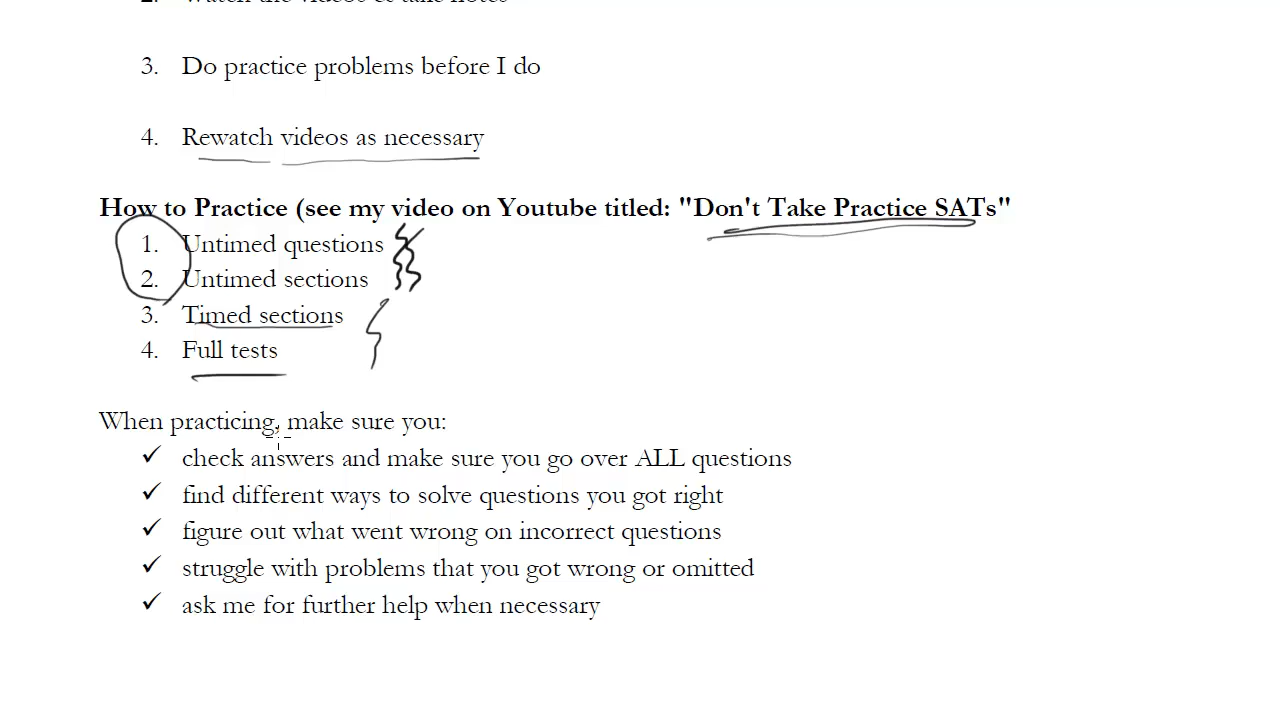 3. Do practice problems before I do
4. Rewatch videos as necessary
How to Practice (see my video on Youtube titled: "Don't Take Practice SATs"
1. Untimed questions
2. Untimed sections
3. Timed sections
4. Full tests
When practicing, make sure you:
✓ check answers and make sure you go over ALL questions
✓ find different ways to solve questions you got right
✓ figure out what went wrong on incorrect questions
✓ struggle with problems that you got wrong or omitted
✓ ask me for further help when necessary